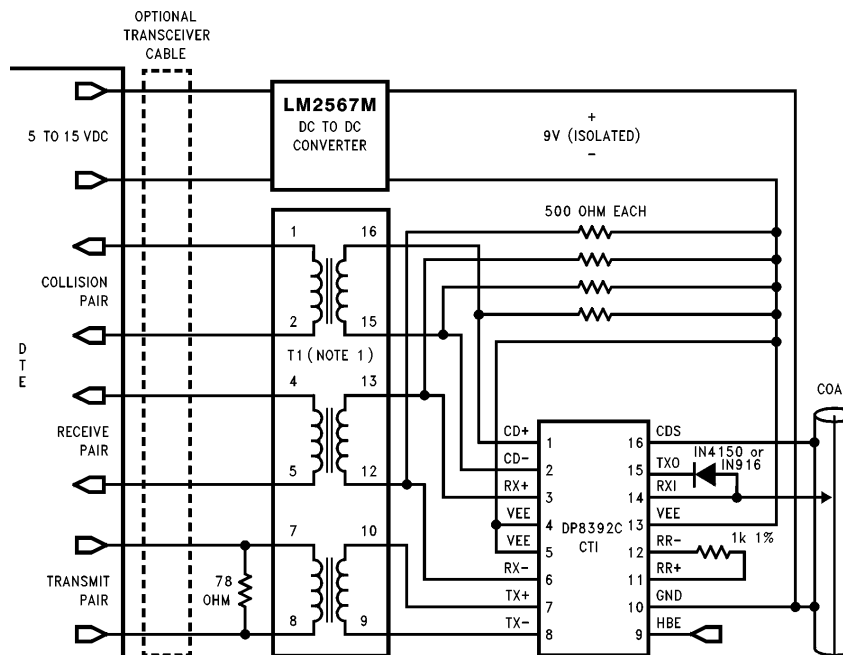 OPTIONAL
TRANSCEIVER
CABLE
LM2567M
DC TO DC
CONVERTER
5 TO 15 VDC
+
9V (ISOLATED)
−
500 OHM EACH
1
16
COLLISION
PAIR
2
15
T1 (NOTE 1)
D
T
E
4
13
RECEIVE
PAIR
5
12
7
10
TRANSMIT
PAIR
78
OHM
8
9
CD+
CD-
RX+
VEE
VEE
RX-
TX+
TX-
1
2
3
4
5
6
7
8
DP8392C
CTI
16
15
14
13
12
11
10
9
CDS
TXO
RXI
VEE
RR-
RR+
GND
HBE
IN4150 or
IN916
1k 1%
COA